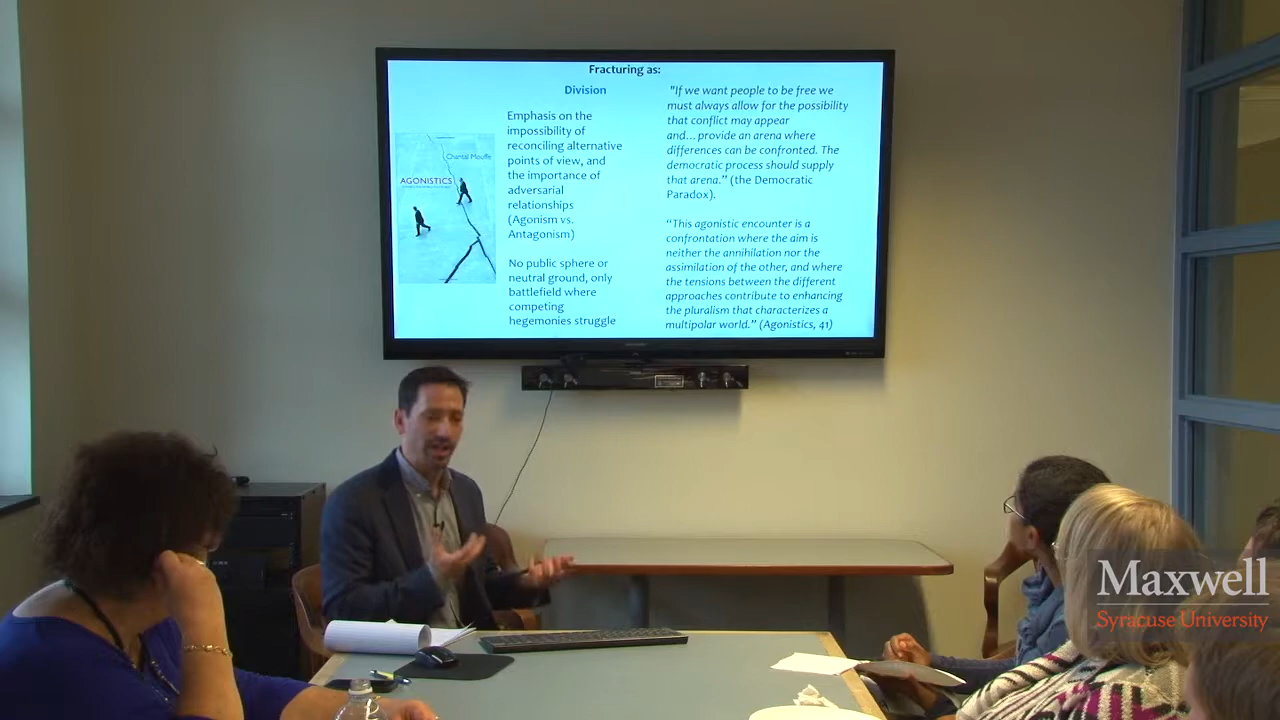 Fracturing as:
Division
Chantal Mouffe
AGONISTICS
Emphasis on the
impossibility of
reconciling alternative
points of view, and
the importance of
adversarial
relationships
(Agonism vs.
Antagonism)
No public sphere or
neutral ground, only
battlefield where
competing
hegemonies struggle
"If we want people to be free we
must always allow for the possibility
that conflict may appear
and...provide an arena where
differences can be confronted. The
democratic process should supply
that arena." (the Democratic
Paradox).
“This agonistic encounter is a
confrontation where the aim is
neither the annihilation nor the
assimilation of the other, and where
the tensions between the different
approaches contribute to enhancing
the pluralism that characterizes a
multipolar world.” (Agonistics, 41)
Maxwell
Syracuse University